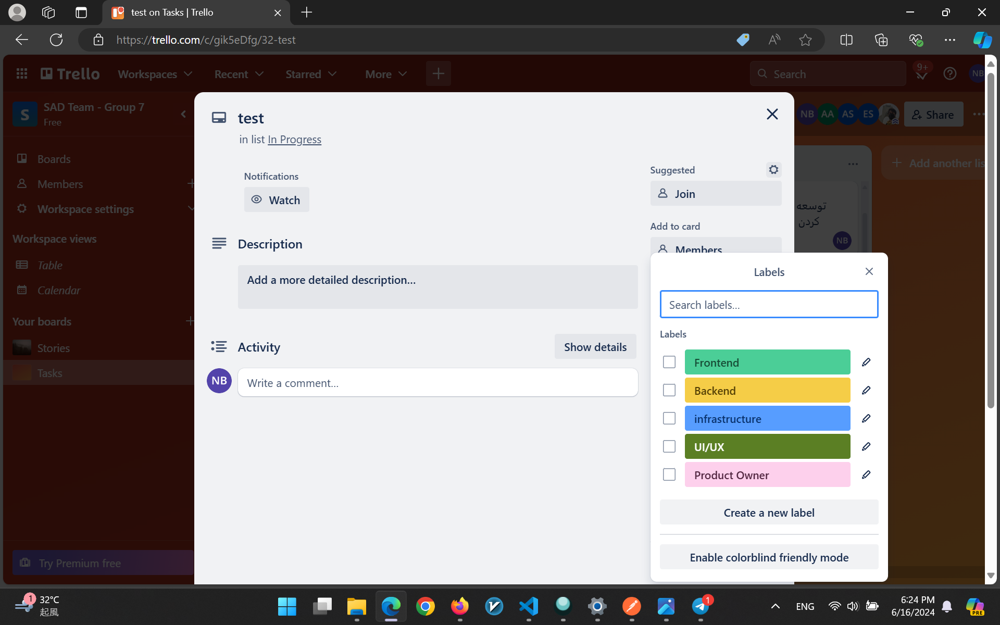 test on Tasks | Trello
https://trello.com/c/gik5eDfg/32-test
Trello
Workspaces
Recent
Starred
More
Search
9+
NB
S
SAD Team - Group 7
Free
NB
AA
AS
ES
Share
Boards
Members
Workspace settings
Workspace views
Table
Calendar
Your boards
Stories
Tasks
Try Premium free
test
in list In Progress
Notifications
Watch
Description
Add a more detailed description...
Activity
Show details
NB
Write a comment...
Suggested
Join
Add to card
Members
Add another lis
توسعه
کردن
NB
Labels
Search labels...
Labels
Frontend
Backend
infrastructure
UI/UX
Product Owner
Create a new label
Enable colorblind friendly mode
1
32°C
起風
1
ENG
6:24 PM
6/16/2024
PRE